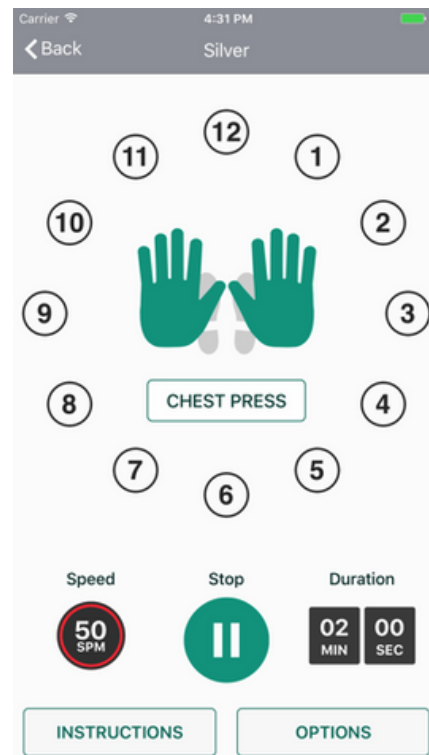 Carrier 4:31 PM
Back Silver
12
11 1
10 2
9 3
CHEST PRESS
8 4
7 5
6
Speed Stop Duration
50 02 00
SPM MIN SEC
INSTRUCTIONS OPTIONS